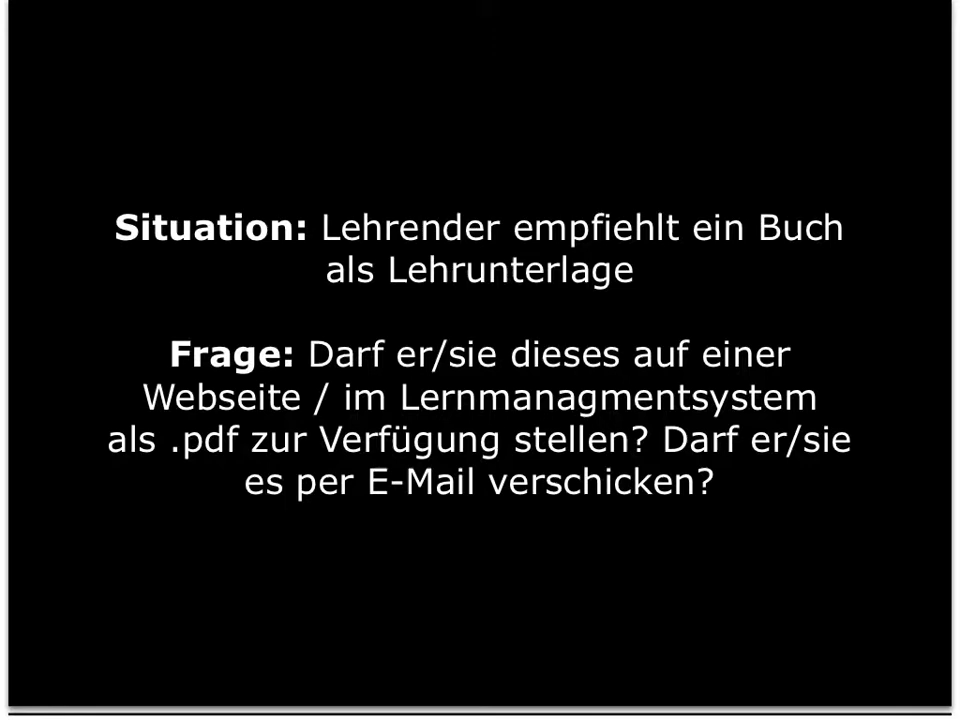 Situation: Lehrender empfiehlt ein Buch
als Lehrunterlage
Frage: Darf er/sie dieses auf einer
Webseite / im Lernmanagmentsystem
als .pdf zur Verfügung stellen? Darf er/sie
es per E-Mail verschicken?